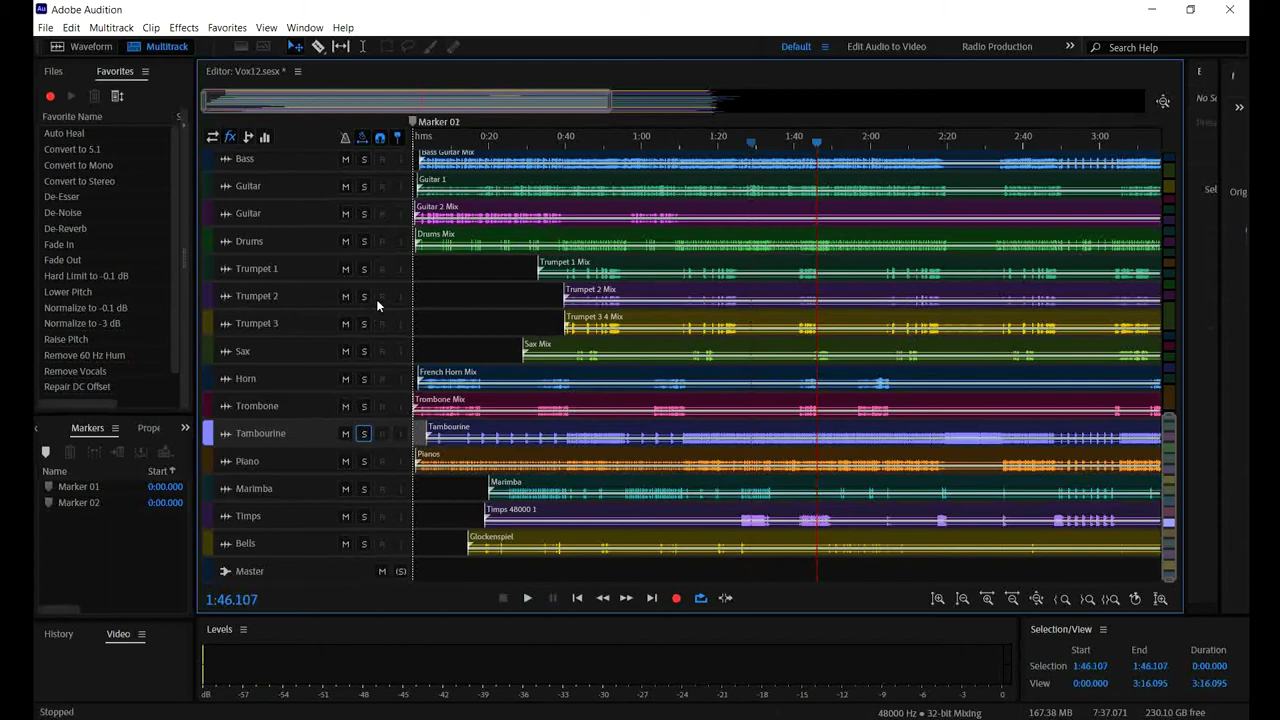 Au Adobe Audition
File Edit Multitrack Clip Effects Favorites View Window Help
Waveform Multitrack Default Edit Audio to Video Radio Production Search Help
Files Favorites
Editor: Vox12.sesx *
Favorite Name
Auto Heal
Convert to 5.1
Convert to Mono
Convert to Stereo
De-Esser
De-Noise
De-Reverb
Fade In
Fade Out
Hard Limit to -0.1 dB
Lower Pitch
Normalize to -0.1 dB
Normalize to -3 dB
Raise Pitch
Remove 60 Hz Hum
Remove Vocals
Repair DC Offset
Markers
Name Start
Marker 01 0:00.000
Marker 02 0:00.000
Marker 02
fx hms 0:20 0:40 1:00 1:20 1:40 2:00 2:20 2:40 3:00
Bass M S Bass Guitar Mix
Guitar M S R I Guitar 1
Guitar M S R I Guitar 2 Mix
Drums M S R I Drums Mix
Trumpet 1 M S R I Trumpet 1 Mix
Trumpet 2 M S R I Trumpet 2 Mix
Trumpet 3 M S R I Trumpet 3 4 Mix
Sax M S R I Sax Mix
Horn M S R I French Horn Mix
Trombone M S R I Trombone Mix
Tambourine M S R I Tambourine
Piano M S R I Pianos
Marimba M S R I Marimba
Timps M S R I Timps 48000 1
Bells M S R I Glockenspiel
Master M (S)
1:46.107
History Video
Levels
dB -57 -54 -51 -48 -45 -42 -39 -36 -33 -30 -27 -24 -21 -18 -15 -12 -9 -6 -3 0
Selection/View
Start End Duration
Selection 1:46.107 1:46.107 0:00.000
View 0:00.000 3:16.095 3:16.095
Stopped
48000 Hz • 32-bit Mixing 167.38 MB 7:37.071 230.10 GB free